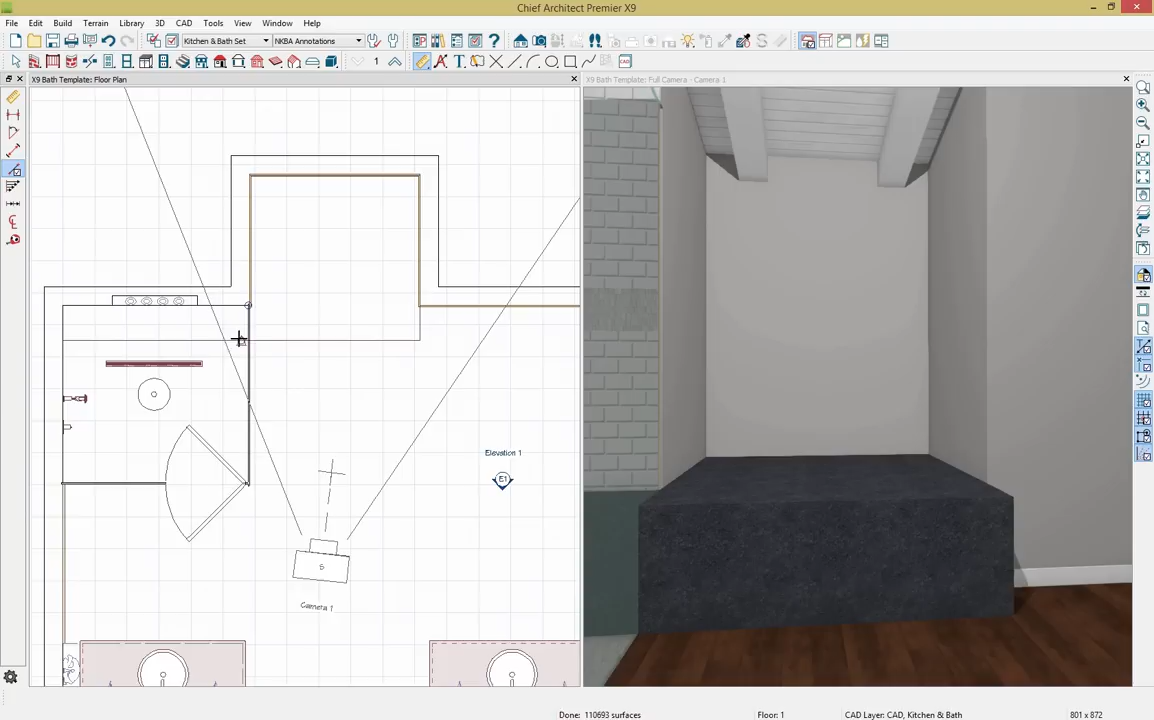 Chief Architect Premier X9
File Edit Build Terrain Library 3D CAD Tools View Window Help
Kitchen & Bath Set NKBA Annotations
1
X9 Bath Template: Floor Plan
X9 Bath Template: Full Camera - Camera 1
Elevation 1
E1
5
Camera 1
Done: 110693 surfaces Floor: 1 CAD Layer: CAD, Kitchen & Bath 801 x 872